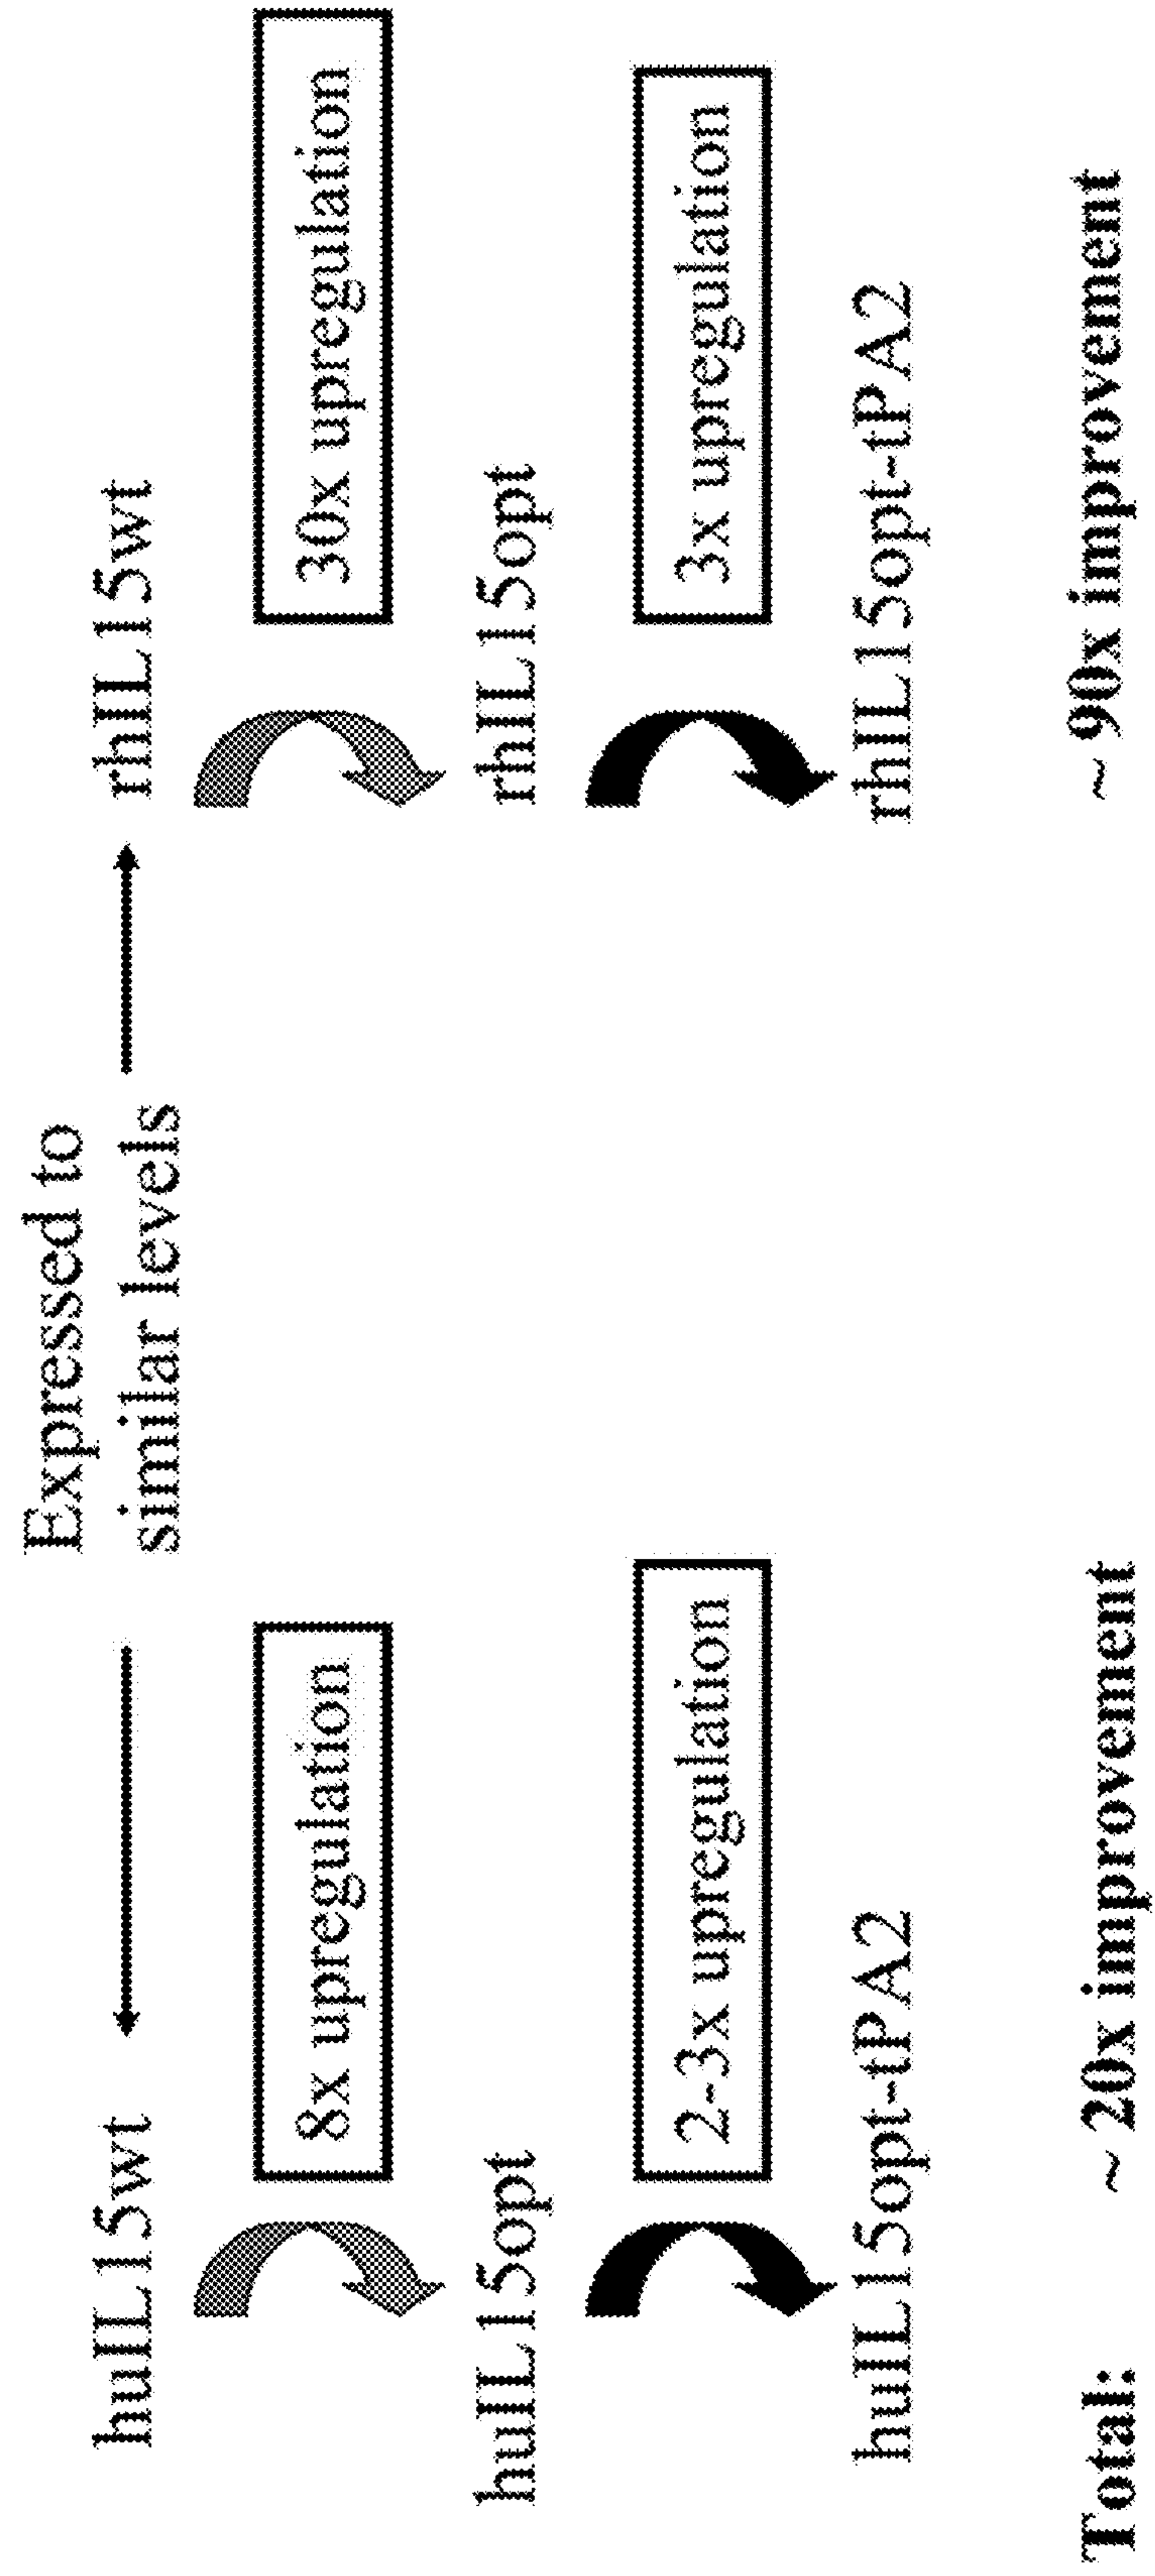 Expressed to
similar levels
huIL15wt
rhIL15wt
8x upregulation
30x upregulation
huIL15opt
rhIL15opt
2-3x upregulation
3x upregulation
huIL15opt-tPA2
rhIL15opt-tPA2
Total: ~ 20x improvement ~ 90x improvement